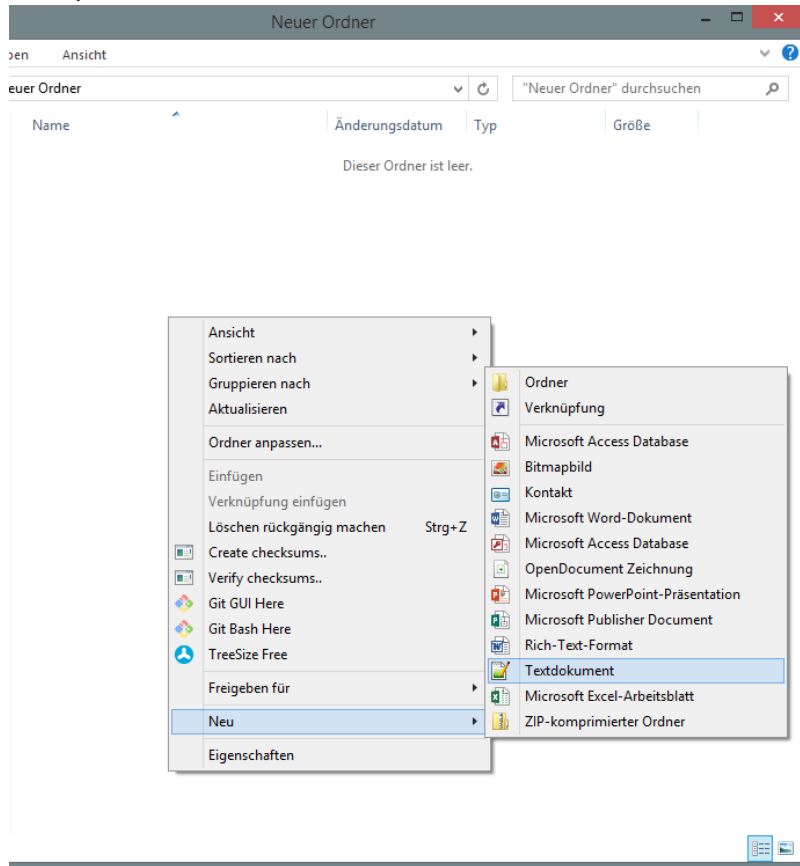 Neuer Ordner
Ansicht
euer Ordner
"Neuer Ordner" durchsuchen
Name Änderungsdatum Typ Größe
Dieser Ordner ist leer.
Ansicht
Sortieren nach
Gruppieren nach
Aktualisieren
Ordner anpassen...
Einfügen
Verknüpfung einfügen
Löschen rückgängig machen Strg+Z
Create checksums..
Verify checksums..
Git GUI Here
Git Bash Here
TreeSize Free
Freigeben für
Neu
Eigenschaften
Ordner
Verknüpfung
Microsoft Access Database
Bitmapbild
Kontakt
Microsoft Word-Dokument
Microsoft Access Database
OpenDocument Zeichnung
Microsoft PowerPoint-Präsentation
Microsoft Publisher Document
Rich-Text-Format
Textdokument
Microsoft Excel-Arbeitsblatt
ZIP-komprimierter Ordner